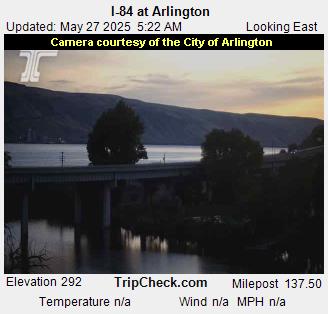 I-84 at Arlington
Updated: May 27 2025 5:22 AM Looking East
Camera courtesy of the City of Arlington
Elevation 292 TripCheck.com Milepost 137.50
Temperature n/a Wind n/a MPH n/a